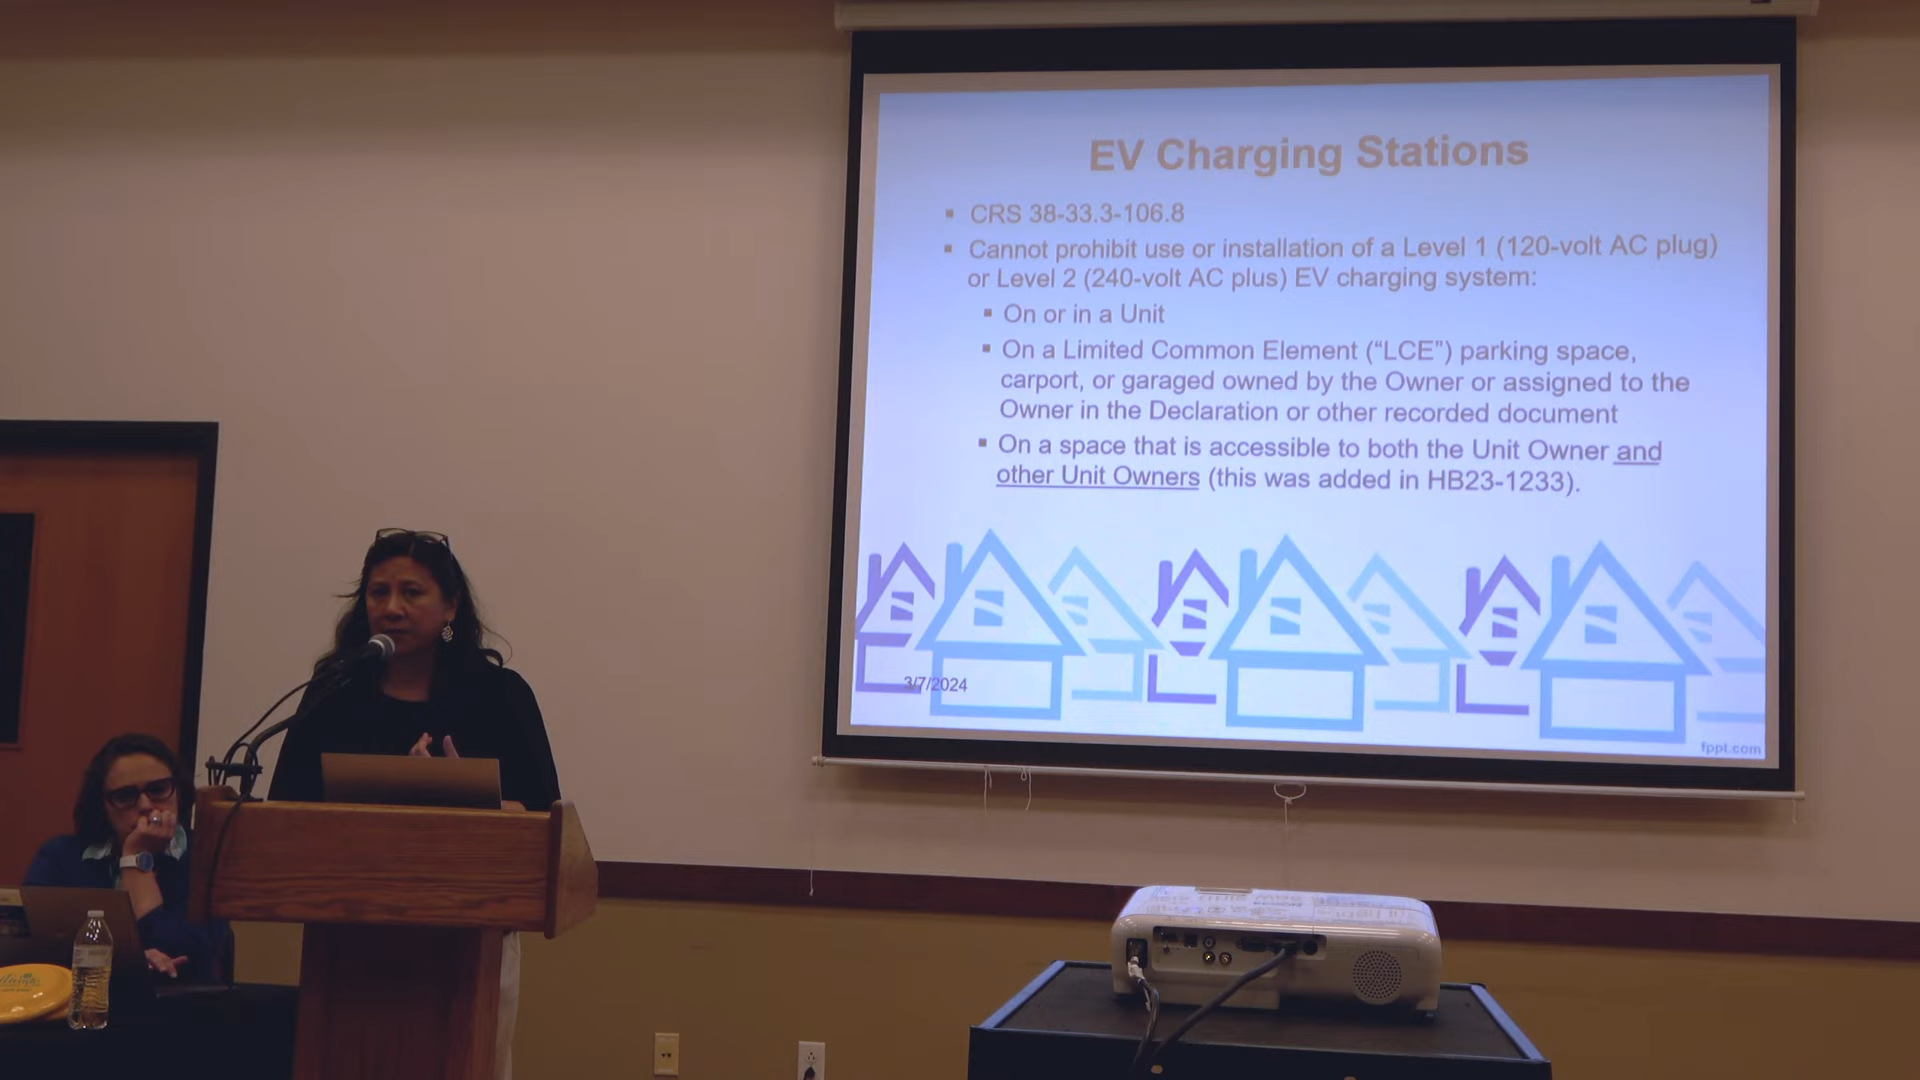 EV Charging Stations
▪ CRS 38-33.3-106.8
▪ Cannot prohibit use or installation of a Level 1 (120-volt AC plug)
or Level 2 (240-volt AC plus) EV charging system:
▪ On or in a Unit
▪ On a Limited Common Element (“LCE”) parking space,
carport, or garaged owned by the Owner or assigned to the
Owner in the Declaration or other recorded document
▪ On a space that is accessible to both the Unit Owner and
other Unit Owners (this was added in HB23-1233).
3/7/2024
fppt.com